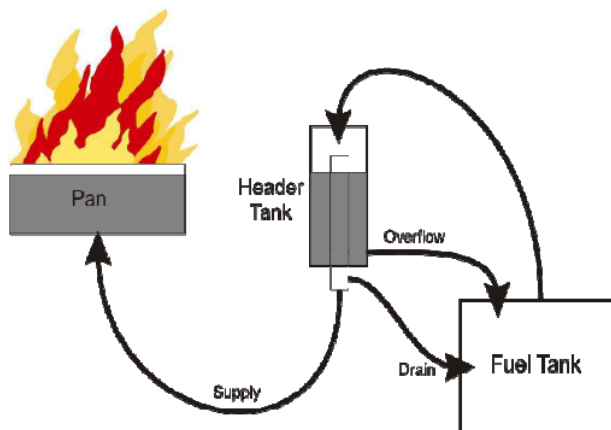 Pan
Header
Tank
Overflow
Supply
Drain
Fuel Tank